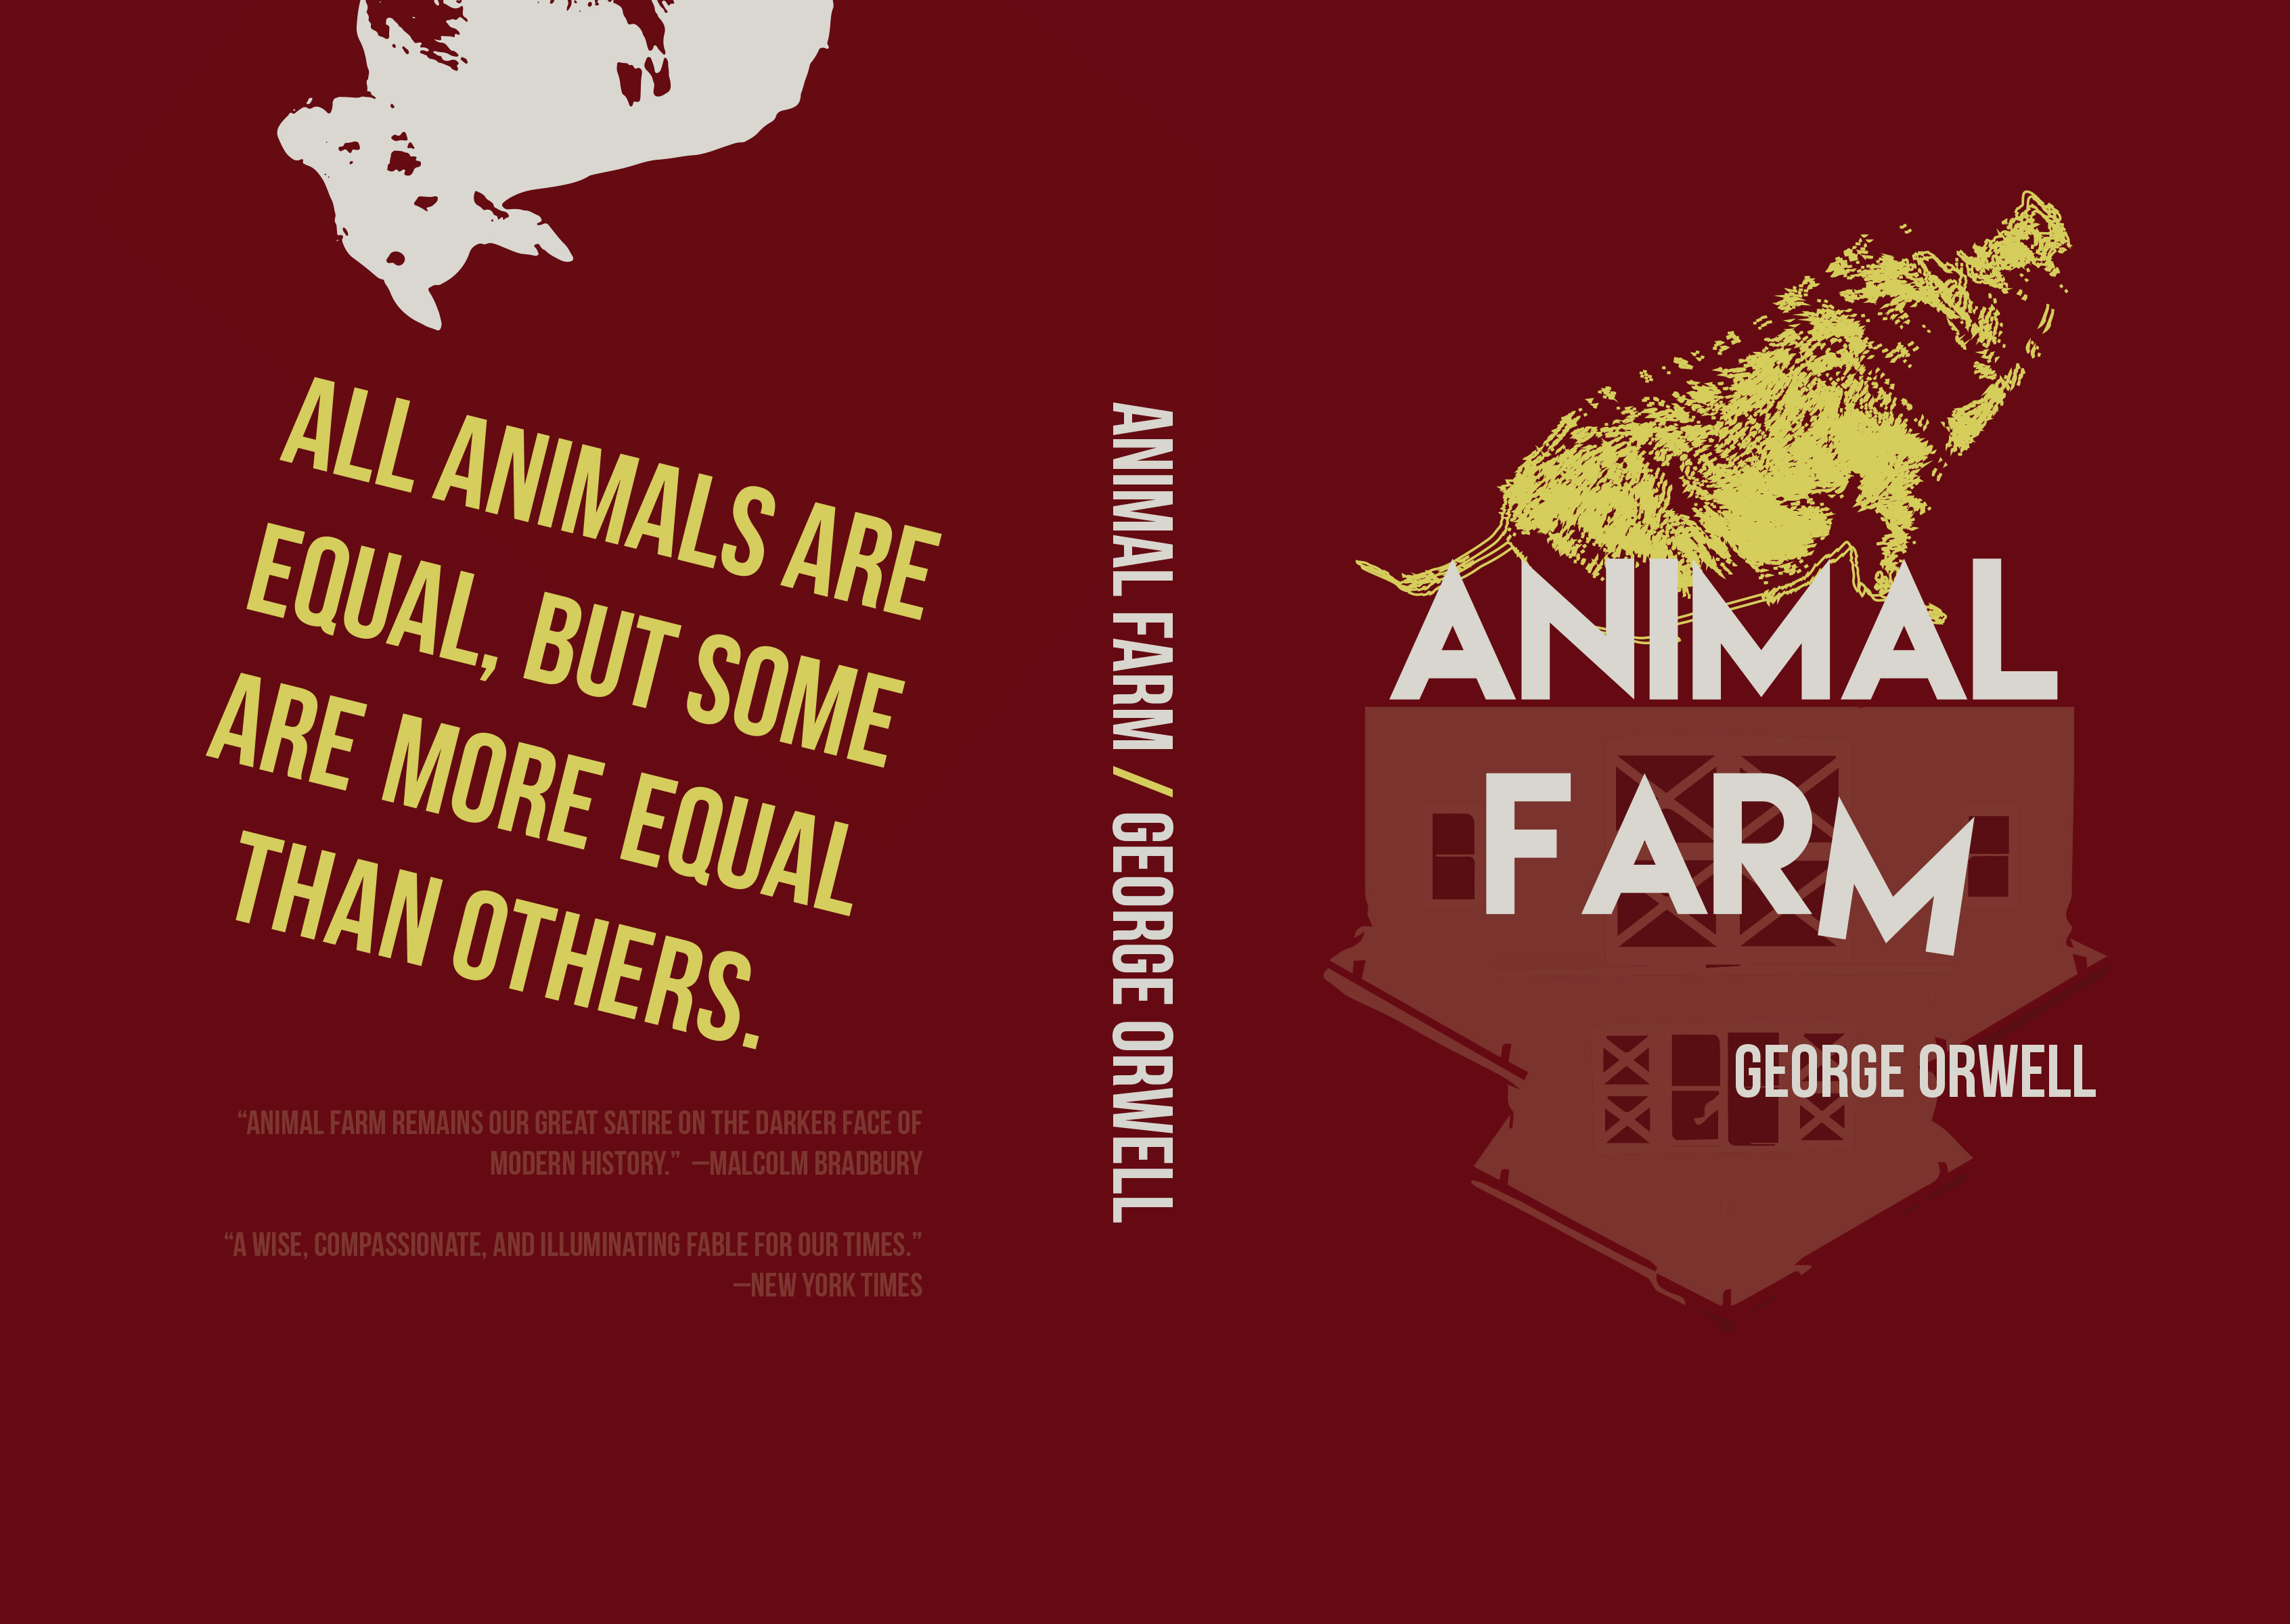 ALL ANIMALS ARE
EQUAL, BUT SOME
ARE MORE EQUAL
THAN OTHERS.
“ANIMAL FARM REMAINS OUR GREAT SATIRE ON THE DARKER FACE OF
MODERN HISTORY.” —MALCOLM BRADBURY
“A WISE, COMPASSIONATE, AND ILLUMINATING FABLE FOR OUR TIMES.”
—NEW YORK TIMES
ANIMAL FARM / GEORGE ORWELL
ANIMAL
FARM
GEORGE ORWELL